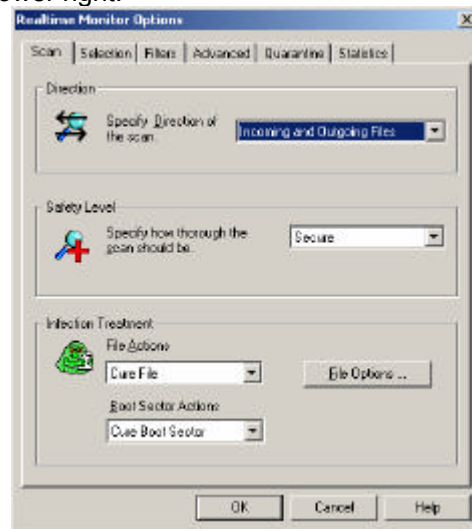 ower right.
Realtime Monitor Options
Scan Selection Filters Advanced Quarantine Statistics
Direction
Specify Direction of
the scan.
Incoming and Outgoing Files
Safety Level
Specify how thorough the
scan should be.
Secure
Infection Treatment
File Actions
Cure File
File Options ...
Boot Sector Actions
Cure Boot Sector
OK Cancel Help